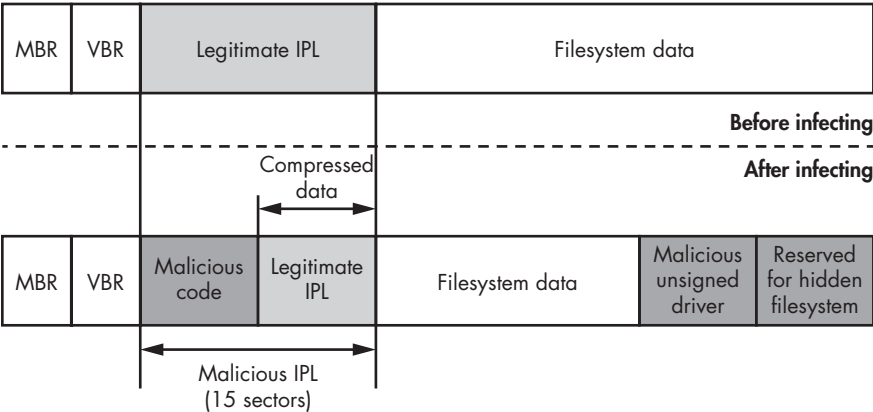 MBR
VBR
Legitimate IPL
Filesystem data
Before infecting
After infecting
Compressed
data
MBR
VBR
Malicious
code
Legitimate
IPL
Filesystem data
Malicious
unsigned
driver
Reserved
for hidden
filesystem
Malicious IPL
(15 sectors)